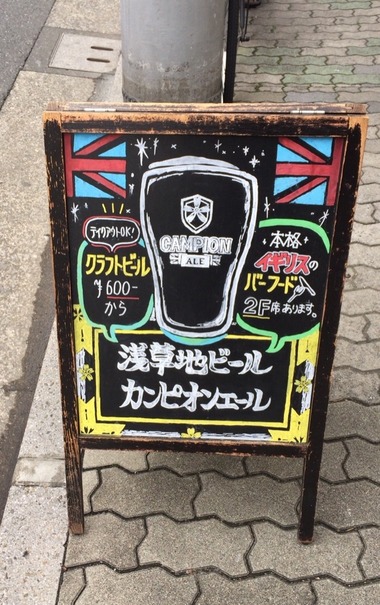 テイクアウトOK!
クラフトビール
¥600-
から
CAMPION
ALE
本格
イギリスの
バーフード
2F席あります。
浅草地ビール
カンピオンエール